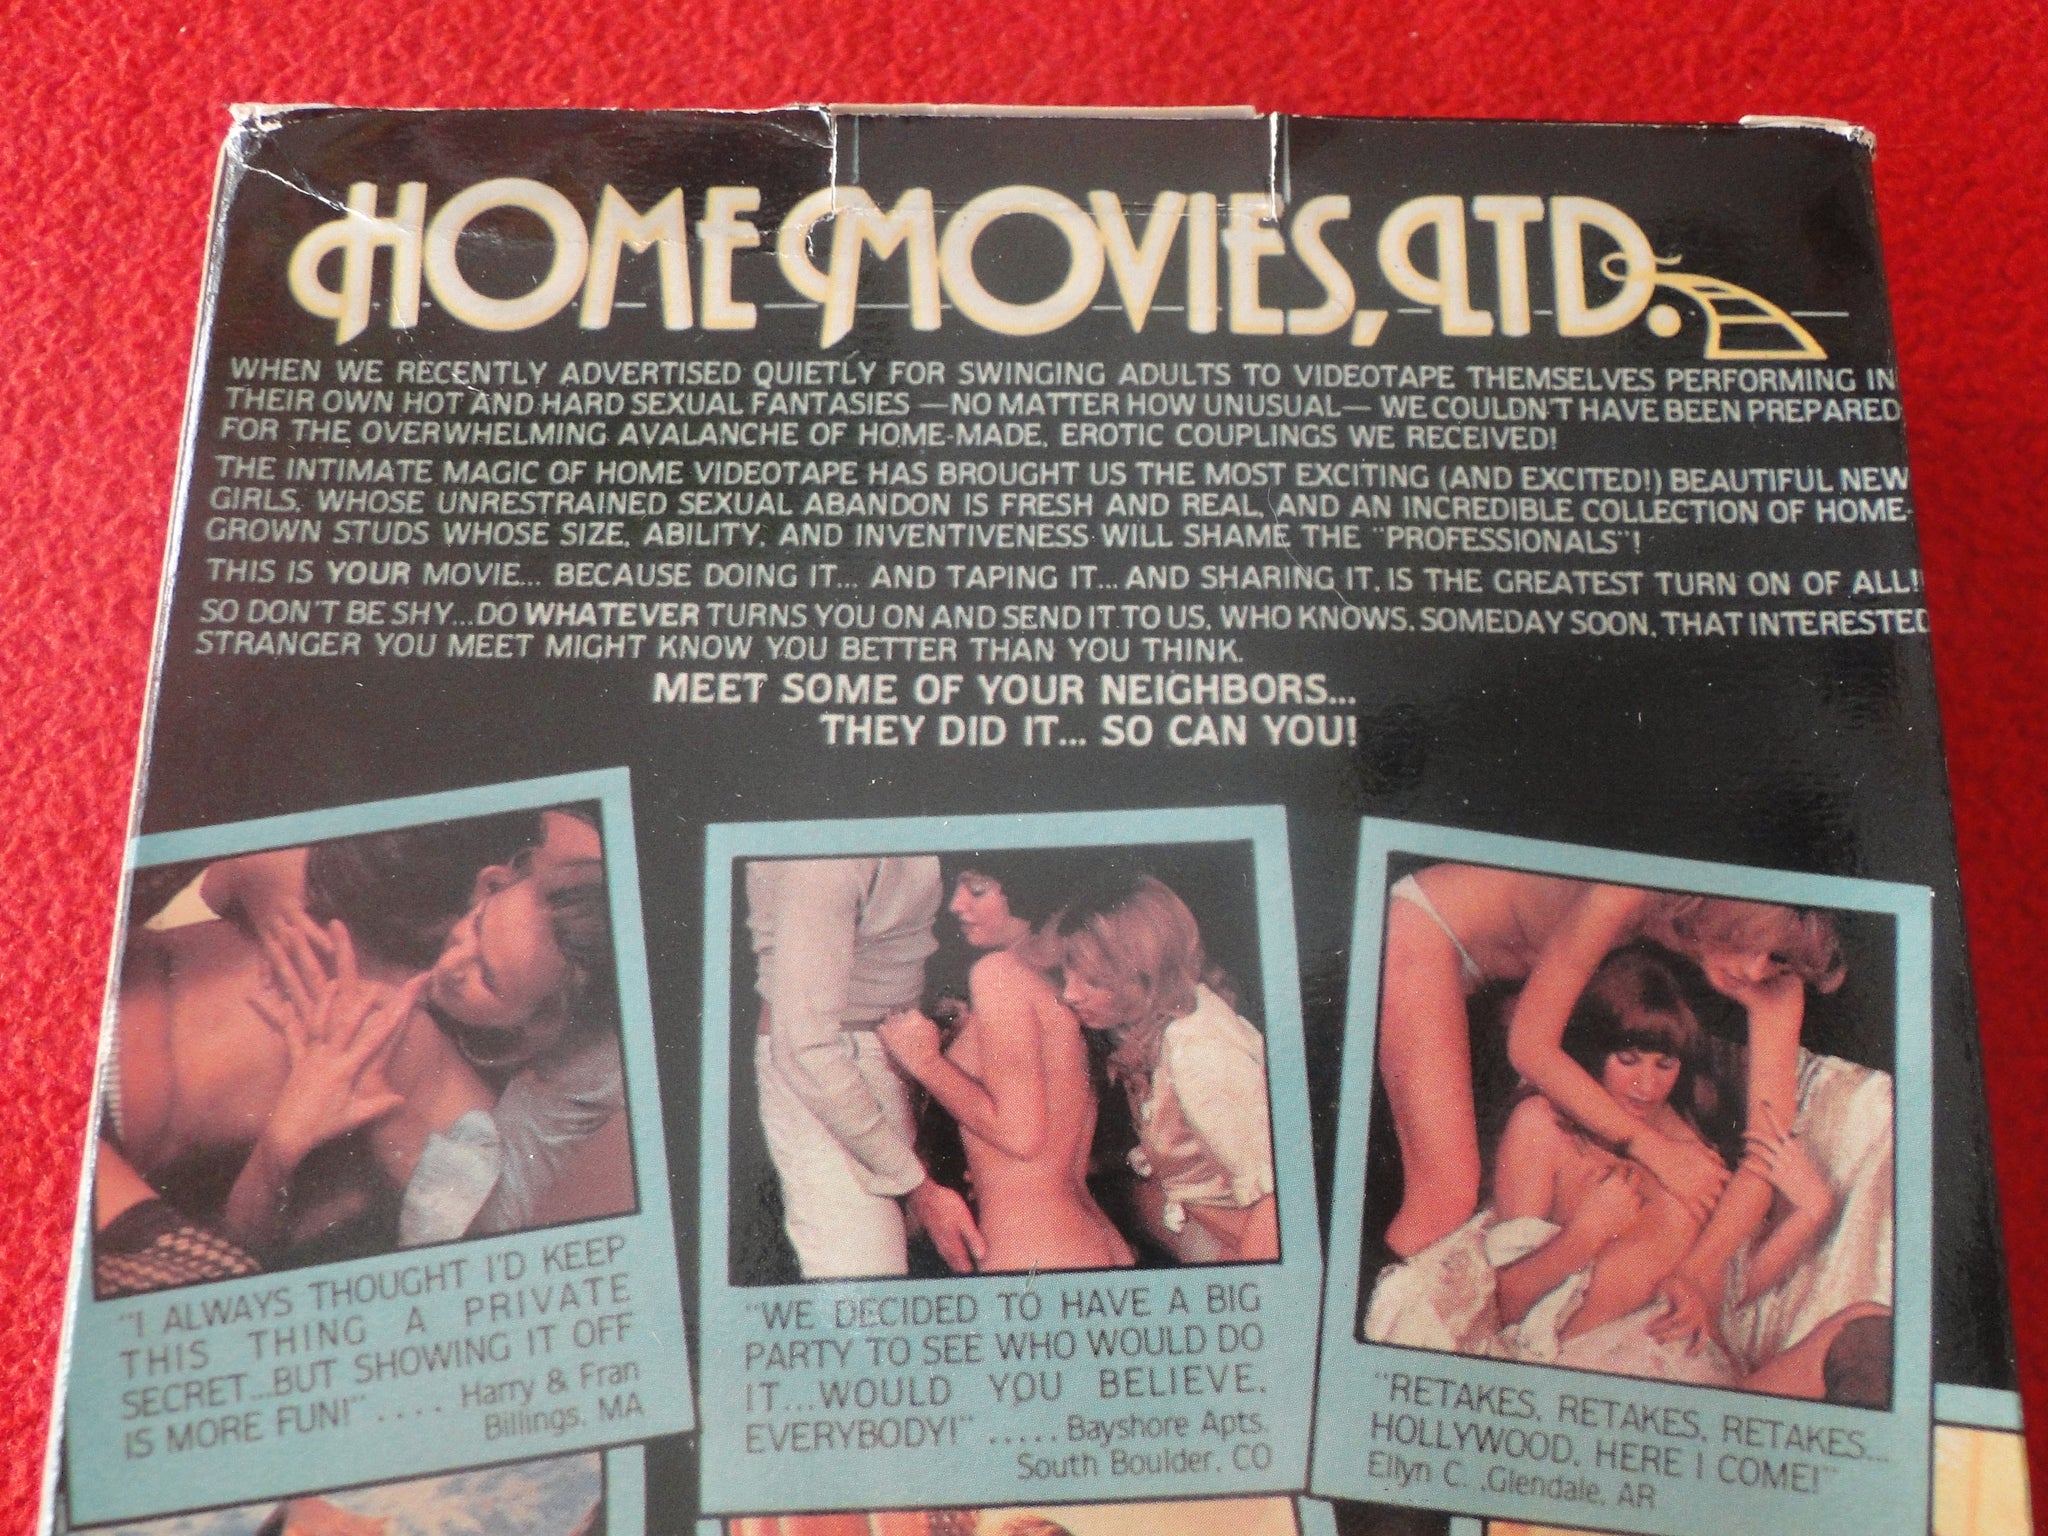 HOME MOVIES, LTD.
WHEN WE RECENTLY ADVERTISED QUIETLY FOR SWINGING ADULTS TO VIDEOTAPE THEMSELVES PERFORMING IN
THEIR OWN HOT AND HARD SEXUAL FANTASIES —NO MATTER HOW UNUSUAL— WE COULDN'T HAVE BEEN PREPARED
FOR THE OVERWHELMING AVALANCHE OF HOME-MADE, EROTIC COUPLINGS WE RECEIVED!
THE INTIMATE MAGIC OF HOME VIDEOTAPE HAS BROUGHT US THE MOST EXCITING (AND EXCITED!) BEAUTIFUL NEW
GIRLS, WHOSE UNRESTRAINED SEXUAL ABANDON IS FRESH AND REAL, AND AN INCREDIBLE COLLECTION OF HOME-
GROWN STUDS WHOSE SIZE, ABILITY, AND INVENTIVENESS WILL SHAME THE "PROFESSIONALS"!
THIS IS YOUR MOVIE... BECAUSE DOING IT... AND TAPING IT... AND SHARING IT, IS THE GREATEST TURN ON OF ALL!
SO DON'T BE SHY...DO WHATEVER TURNS YOU ON AND SEND IT TO US, WHO KNOWS, SOMEDAY SOON, THAT INTERESTED
STRANGER YOU MEET MIGHT KNOW YOU BETTER THAN YOU THINK.
MEET SOME OF YOUR NEIGHBORS...
THEY DID IT... SO CAN YOU!
"I ALWAYS THOUGHT I'D KEEP
THIS THING A PRIVATE
SECRET...BUT SHOWING IT OFF
IS MORE FUN!" .... Harry & Fran
Billings, MA
"WE DECIDED TO HAVE A BIG
PARTY TO SEE WHO WOULD DO
IT...WOULD YOU BELIEVE,
EVERYBODY!" ..... Bayshore Apts.
South Boulder, CO
"RETAKES, RETAKES, RETAKES...
HOLLYWOOD, HERE I COME!"
Ellyn C. .Glendale, AR